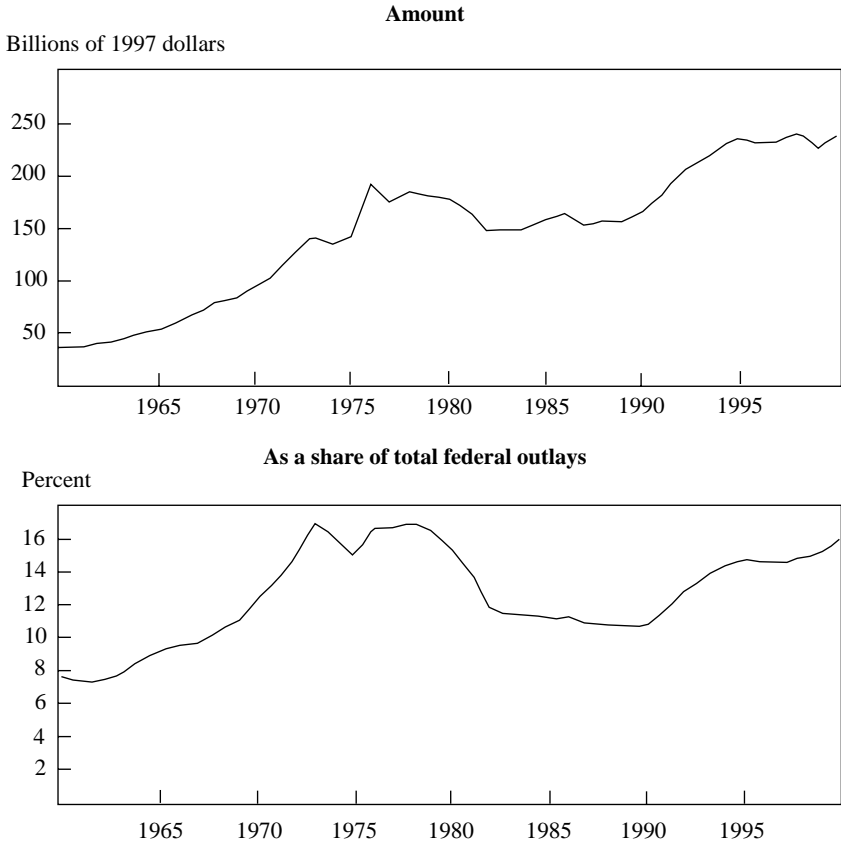 Amount
Billions of 1997 dollars
250
200
150
100
50
1965 1970 1975 1980 1985 1990 1995
As a share of total federal outlays
Percent
16
14
12
10
8
6
4
2
1965 1970 1975 1980 1985 1990 1995